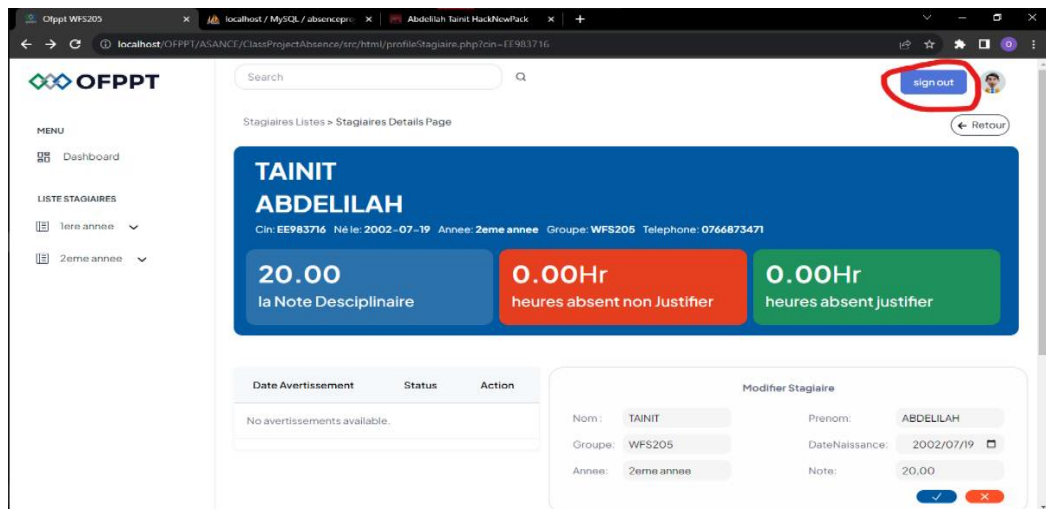 Ofppt WFS205
localhost / MySQL / absencepro
Abdelilah Tainit HackNewPack
localhost/OFPPT/ASANCE/ClassProjectAbsence/src/html/profileStagiaire.php?cin=EE983716
OFPPT
Search
sign out
Stagiaires Listes > Stagiaires Details Page
Retour
MENU
Dashboard
LISTE STAGIAIRES
1ere annee
2eme annee
TAINIT
ABDELILAH
Cin: EE983716 Né le: 2002-07-19 Annee: 2eme annee Groupe: WFS205 Telephone: 0766873471
20.00
la Note Desciplinaire
0.00Hr
heures absent non Justifier
0.00Hr
heures absent justifier
Date Avertissement Status Action
No avertissements available.
Modifier Stagiaire
Nom : TAINIT Prenom: ABDELILAH
Groupe: WFS205 DateNaissance: 2002/07/19
Annee: 2eme annee Note: 20,00